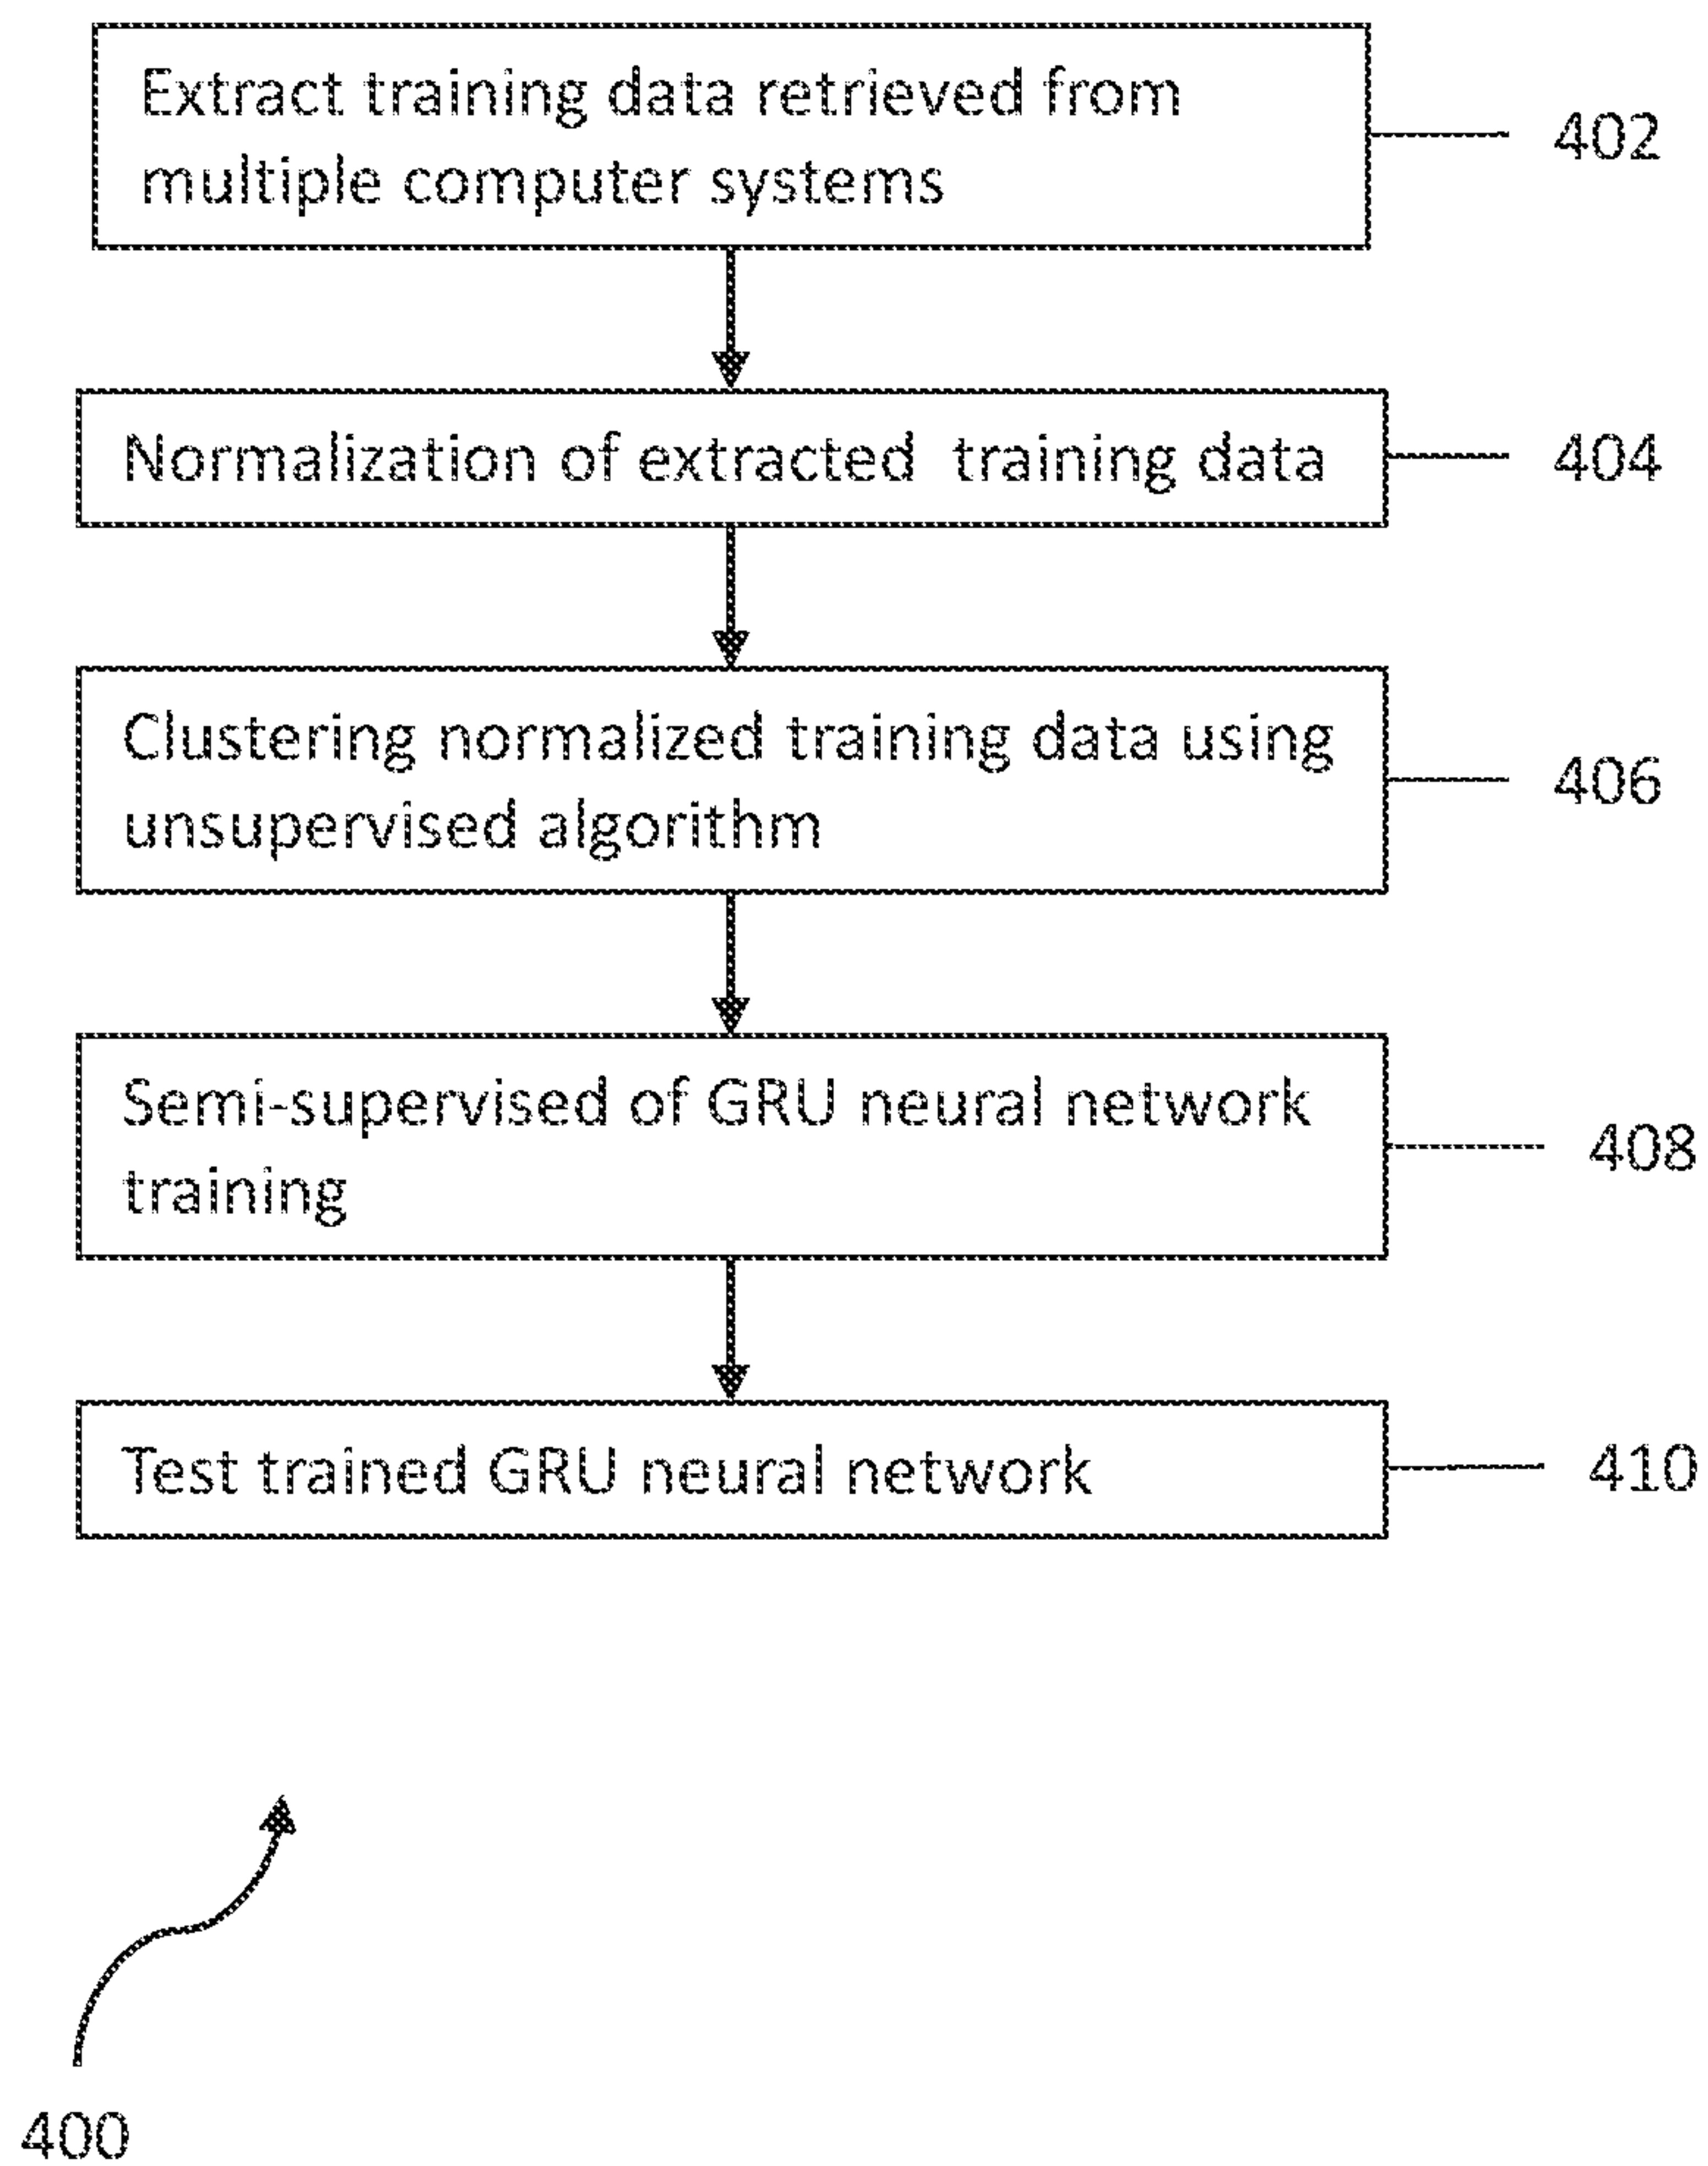 Extract training data retrieved from
multiple computer systems
402
Normalization of extracted  training data
404
Clustering normalized training data using
unsupervised algorithm
406
Semi-supervised of GRU neural network
training
408
Test trained GRU neural network
410
400